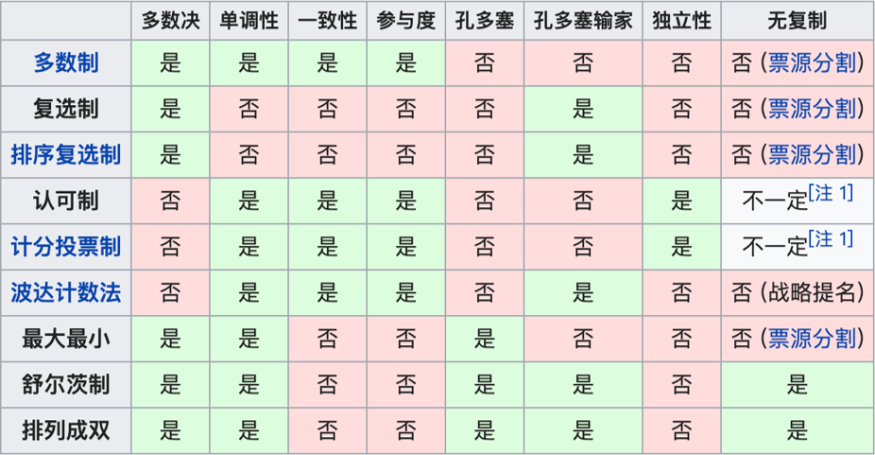 多数决 单调性 一致性 参与度 孔多塞 孔多塞输家 独立性 无复制
多数制 是 是 是 是 否 否 否 否 (票源分割)
复选制 是 否 否 否 否 是 否 否 (票源分割)
排序复选制 是 否 否 否 否 是 否 否 (票源分割)
认可制 否 是 是 是 否 否 是 不一定[注 1]
计分投票制 否 是 是 是 否 否 是 不一定[注 1]
波达计数法 否 是 是 是 否 是 否 否 (战略提名)
最大最小 是 是 否 否 是 否 否 否 (票源分割)
舒尔茨制 是 是 否 否 是 是 否 是
排列成双 是 是 否 否 是 是 否 是